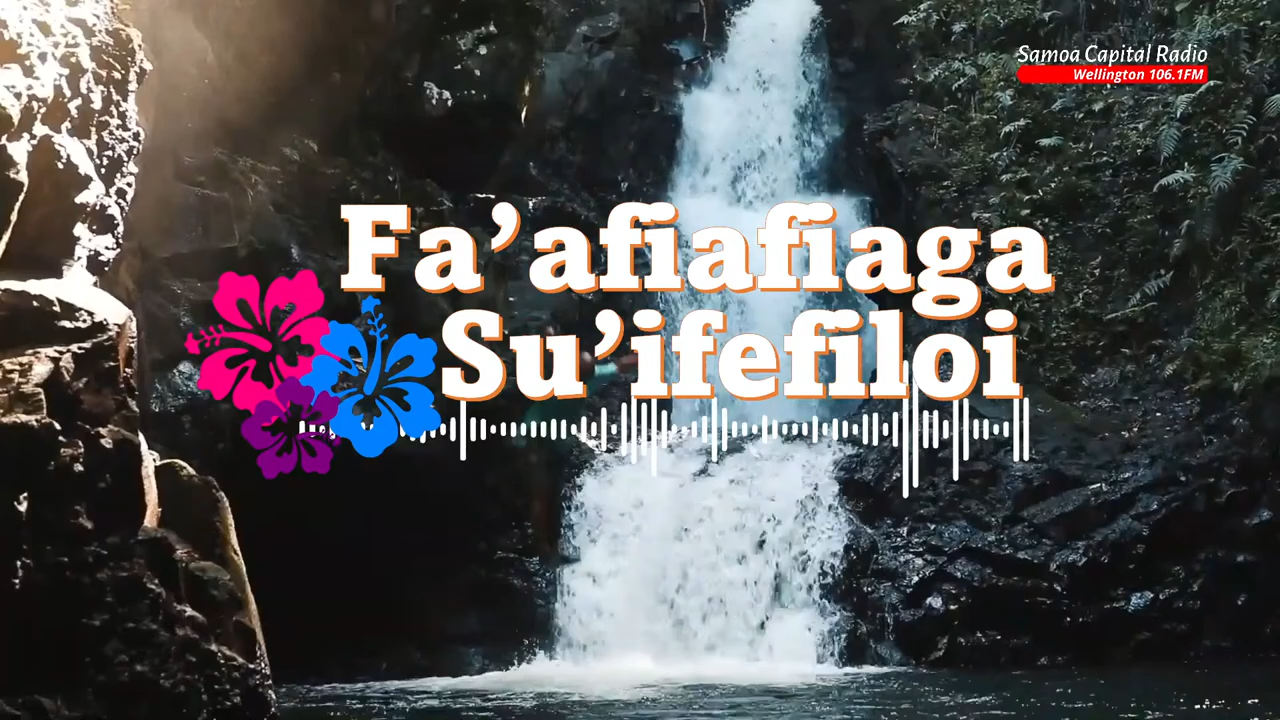 Samoa Capital Radio
Wellington 106.1FM
Fa’afiafiaga
Su’ifefiloi